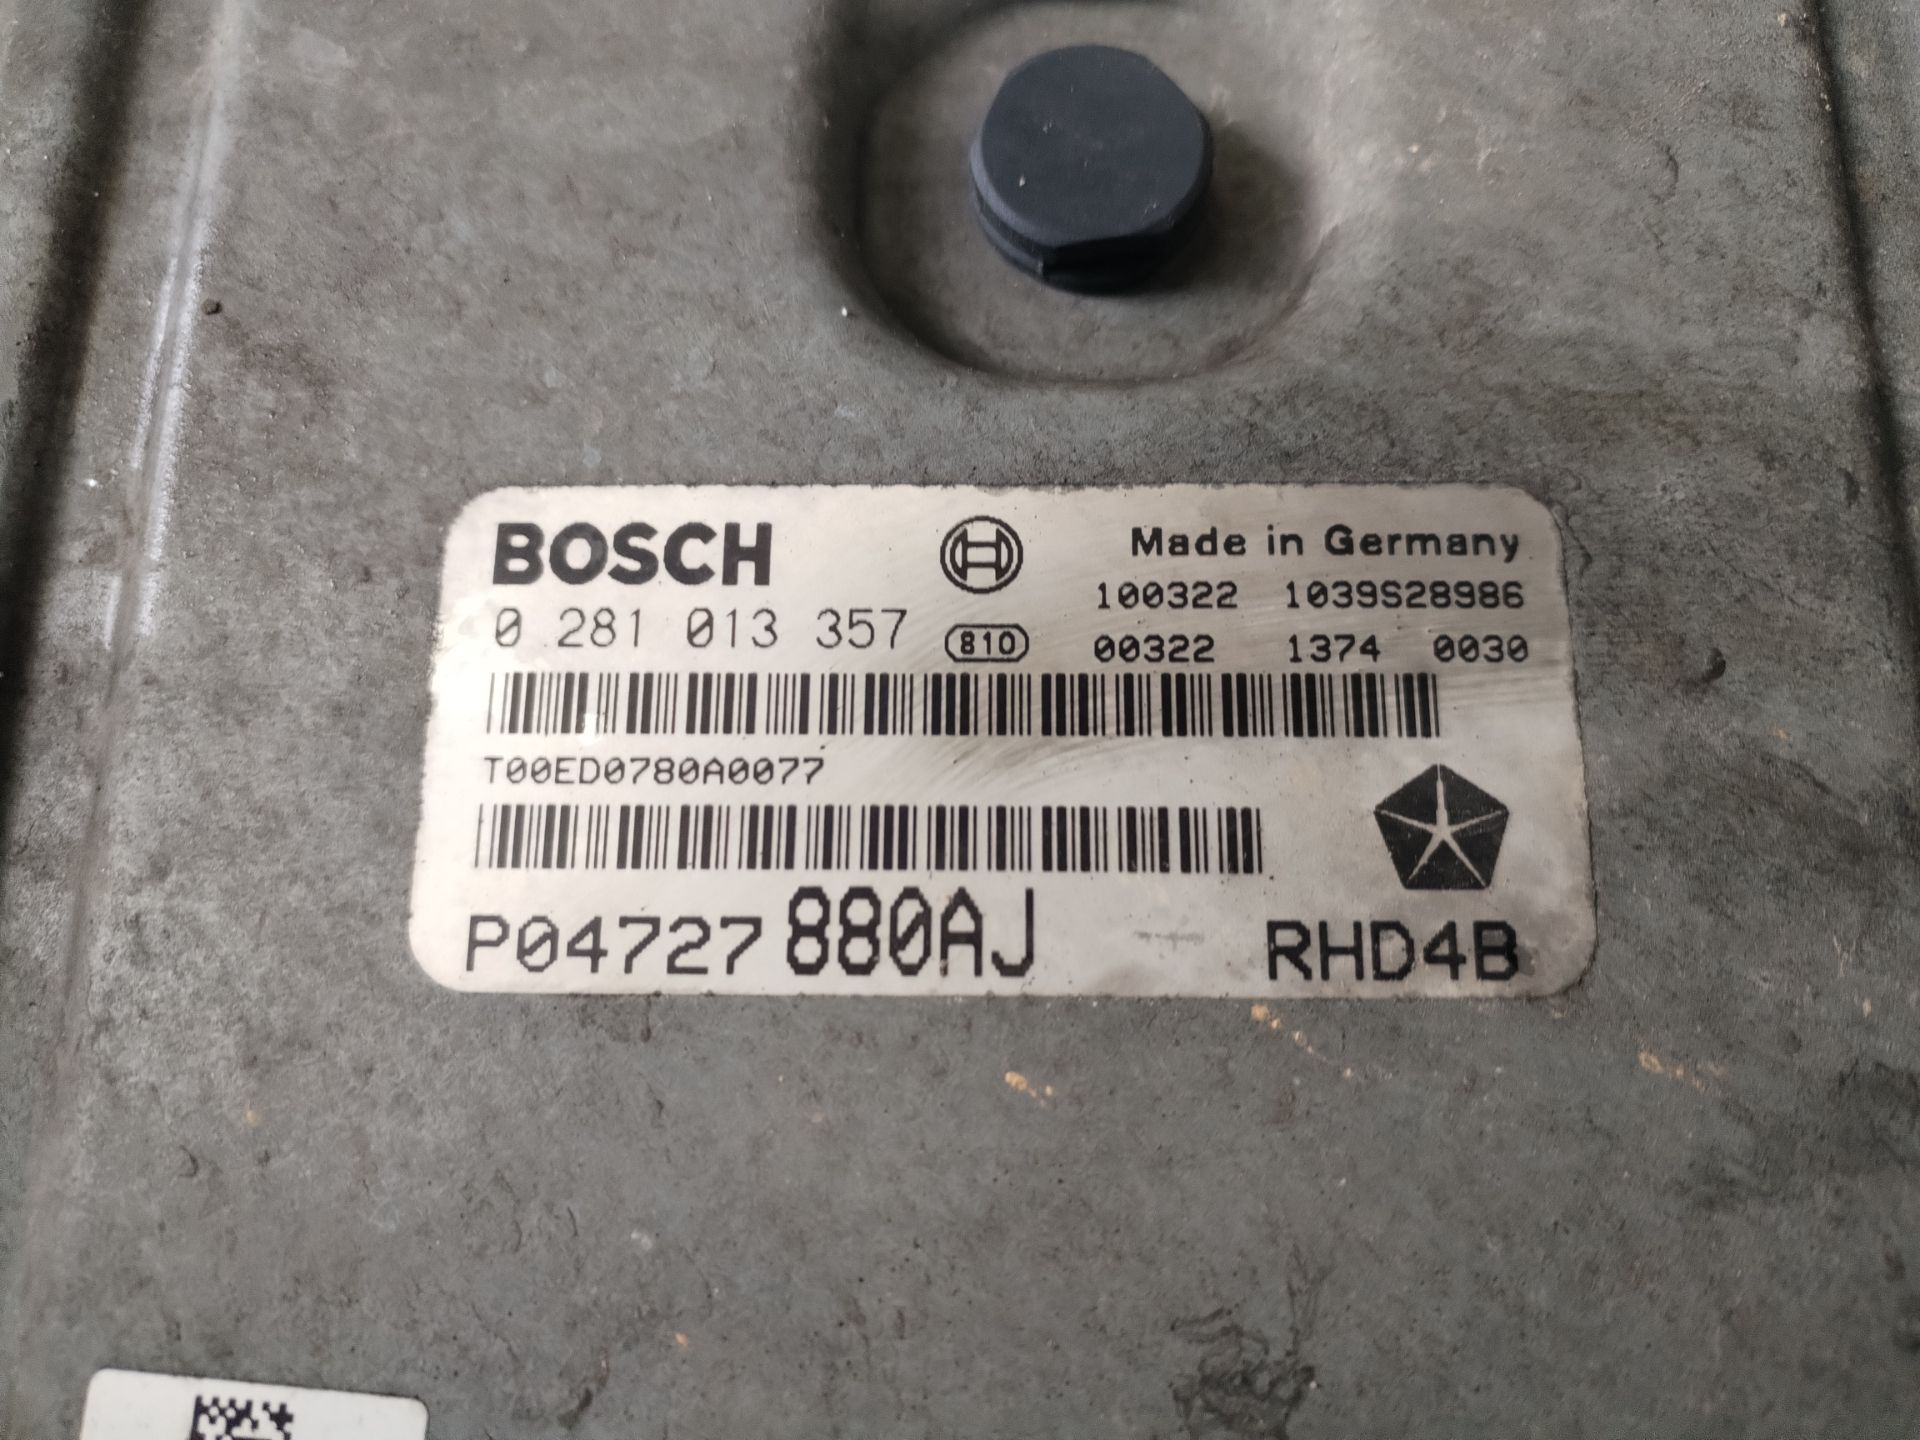 BOSCH
Made in Germany
100322 1039S28986
0 281 013 357
810
00322 1374 0030
T00ED0780A0077
P04727880AJ RHD4B